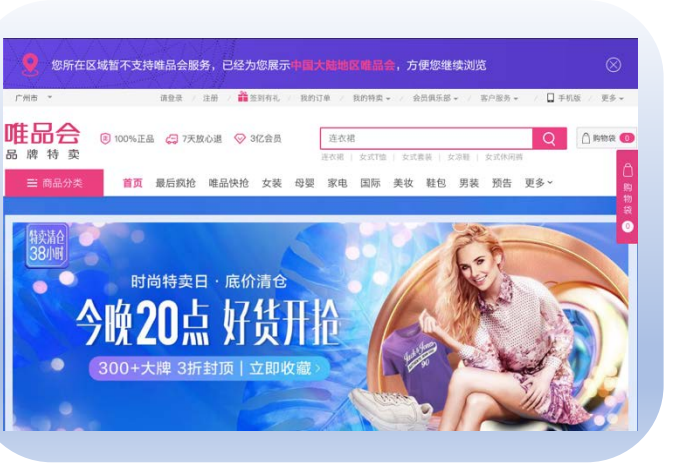 您所在区域暂不支持唯品会服务，已经为您展示中国大陆地区唯品会，方便您继续浏览
广州市 请登录 / 注册 / 签到有礼 / 我的订单 / 我的特卖 / 会员俱乐部 / 客户服务 / 手机版 / 更多
唯品会
品牌特卖
100%正品 7天放心退 3亿会员 连衣裙 购物袋 0
连衣裙 | 女式T恤 | 女式套装 | 女凉鞋 | 女式休闲裤
商品分类 首页 最后疯抢 唯品快抢 女装 母婴 家电 国际 美妆 鞋包 男装 预告 更多
购物袋
0
特卖清仓
38小时
时尚特卖日·底价清仓
今晚20点 好货开抢
300+大牌 3折封顶 | 立即收藏 >
Jack & Jones
90